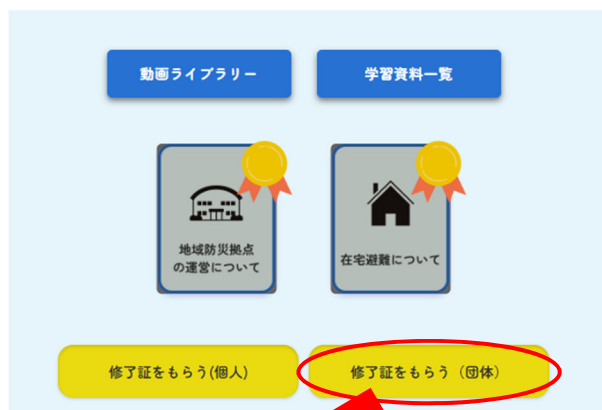 動画ライブラリー
学習資料一覧
地域防災拠点
の運営について
在宅避難について
修了証をもらう(個人)
修了証をもらう（団体）